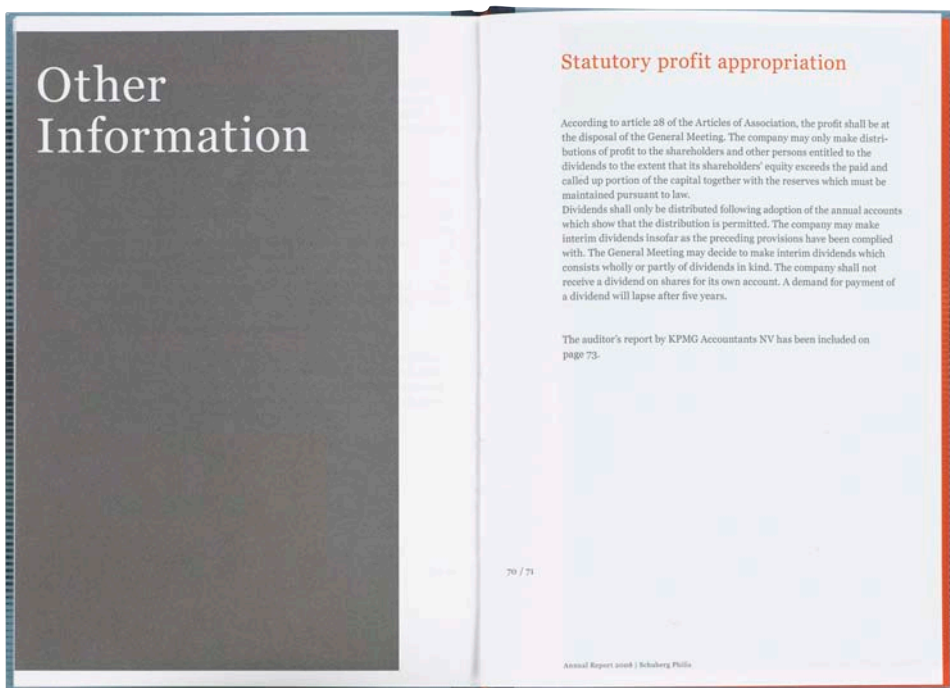 Other
Information
Statutory profit appropriation
According to article 28 of the Articles of Association, the profit shall be at
the disposal of the General Meeting. The company may only make distri-
butions of profit to the shareholders and other persons entitled to the
dividends to the extent that its shareholders' equity exceeds the paid and
called up portion of the capital together with the reserves which must be
maintained pursuant to law.
Dividends shall only be distributed following adoption of the annual accounts
which show that the distribution is permitted. The company may make
interim dividends insofar as the preceding provisions have been complied
with. The General Meeting may decide to make interim dividends which
consists wholly or partly of dividends in kind. The company shall not
receive a dividend on shares for its own account. A demand for payment of
a dividend will lapse after five years.
The auditor's report by KPMG Accountants NV has been included on
page 73.
70 / 71
Annual Report 2008 | Schuberg Philis